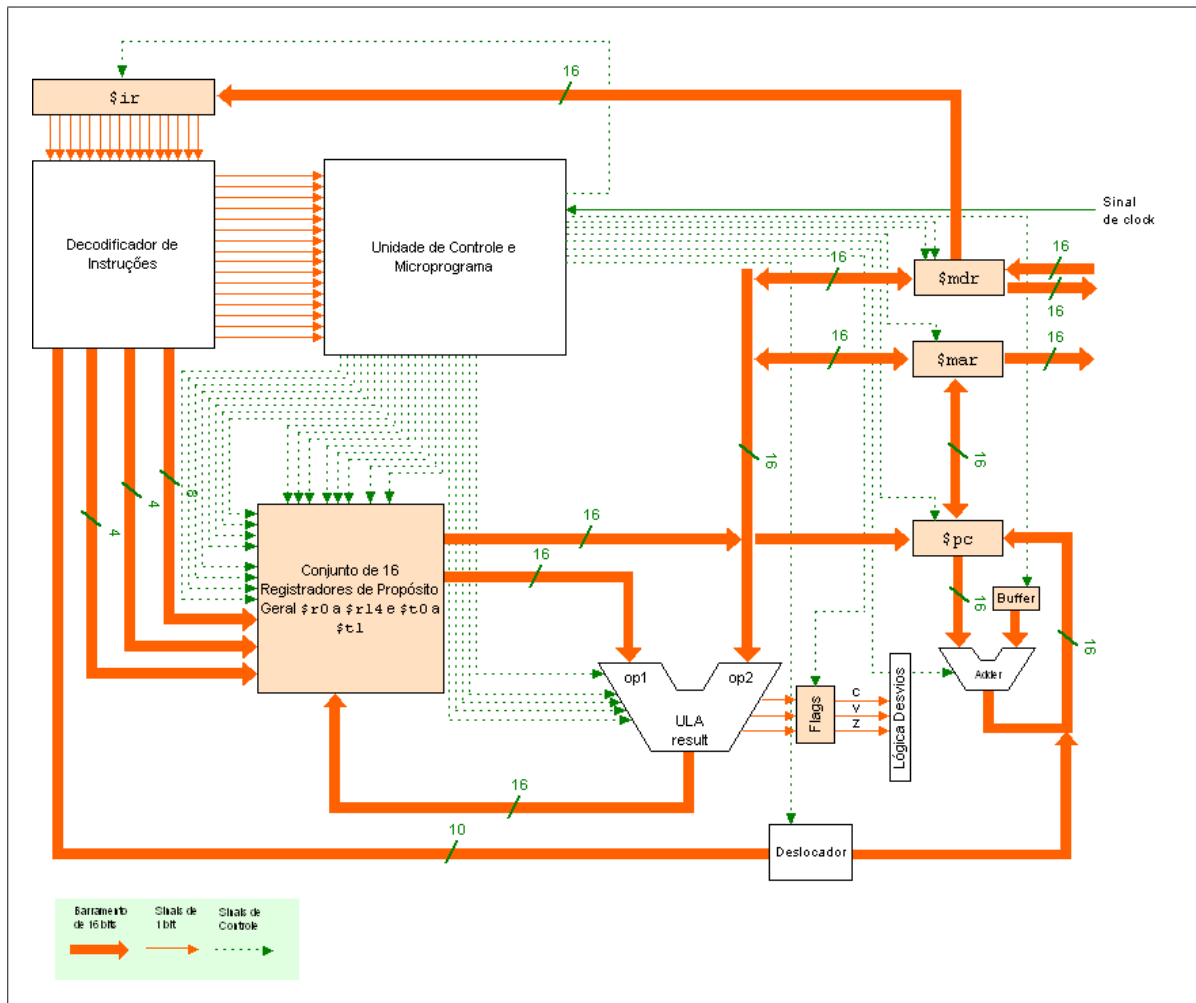 16
$ir
Sinal
de clock
Decodificador de
Instruções
Unidade de Controle e
Microprograma
16
$mdr
16
16
16
$mar
16
16
16
4
4
8
16
$pc
16
16
Conjunto de 16
Registradores de Propósito
Geral $r0 a $r14 e $t0 a
$t1
Buffer
16
16
op1
op2
Adder
ULA
result
Flags
C
V
Z
Lógica Desvios
16
10
Deslocador
Barramento
de 16 bits
Sinais de
1 bit
Sinais de
Controle